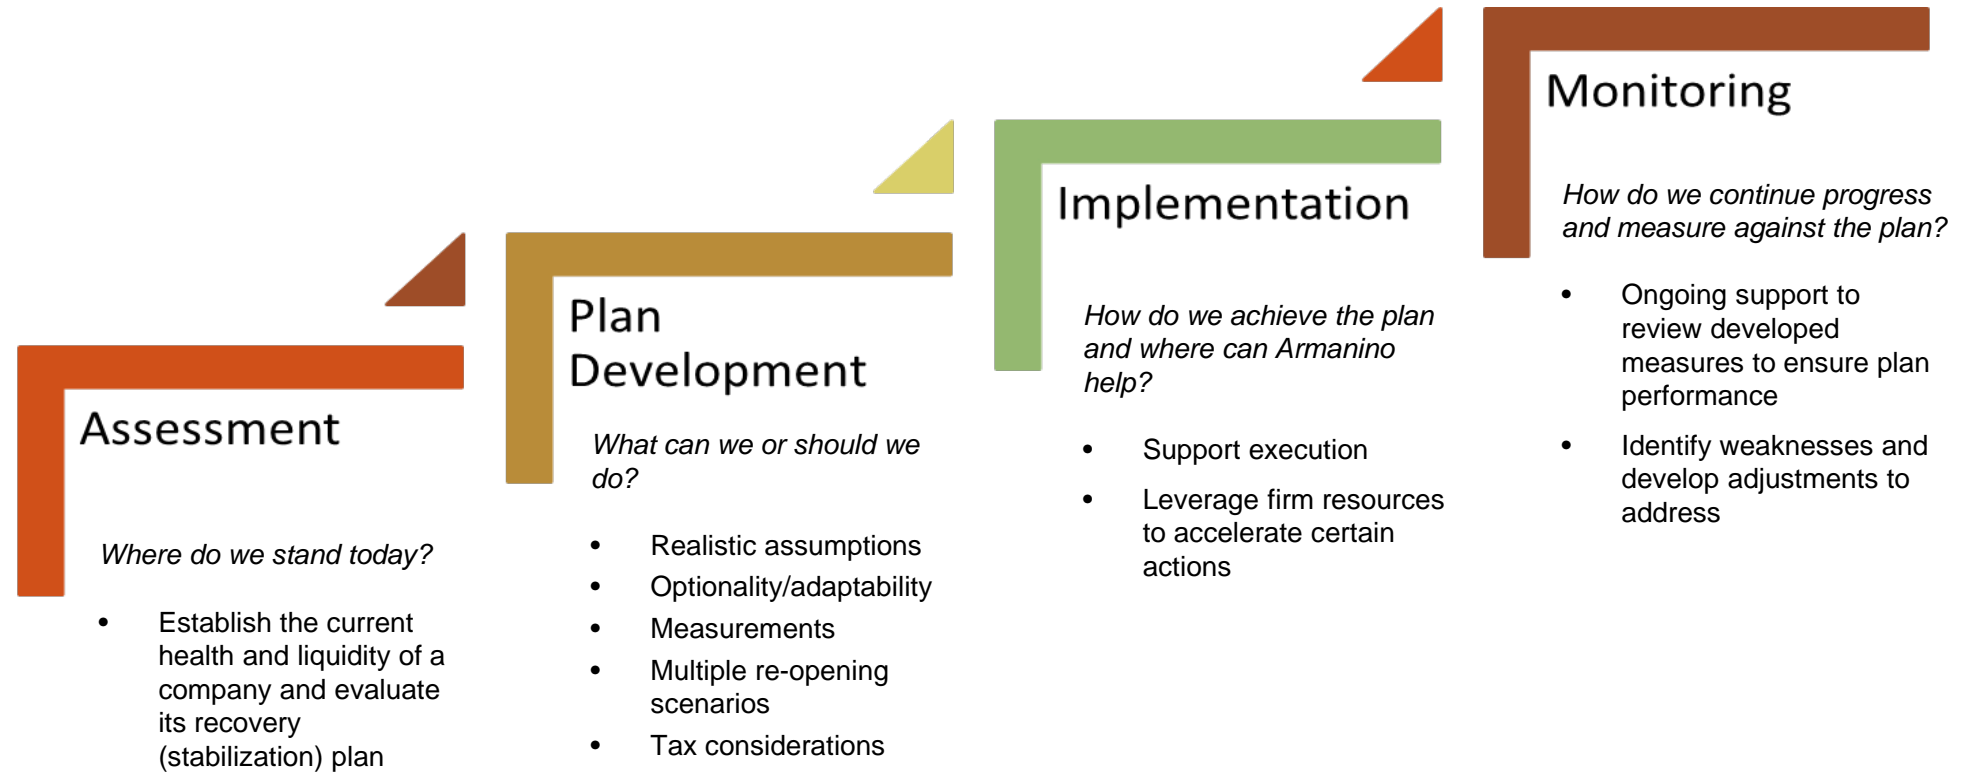 Assessment
Where do we stand today?
• Establish the current
health and liquidity of a
company and evaluate
its recovery
(stabilization) plan
Plan
Development
What can we or should we
do?
• Realistic assumptions
• Optionality/adaptability
• Measurements
• Multiple re-opening
scenarios
• Tax considerations
Implementation
How do we achieve the plan
and where can Armanino
help?
• Support execution
• Leverage firm resources
to accelerate certain
actions
Monitoring
How do we continue progress
and measure against the plan?
• Ongoing support to
review developed
measures to ensure plan
performance
• Identify weaknesses and
develop adjustments to
address